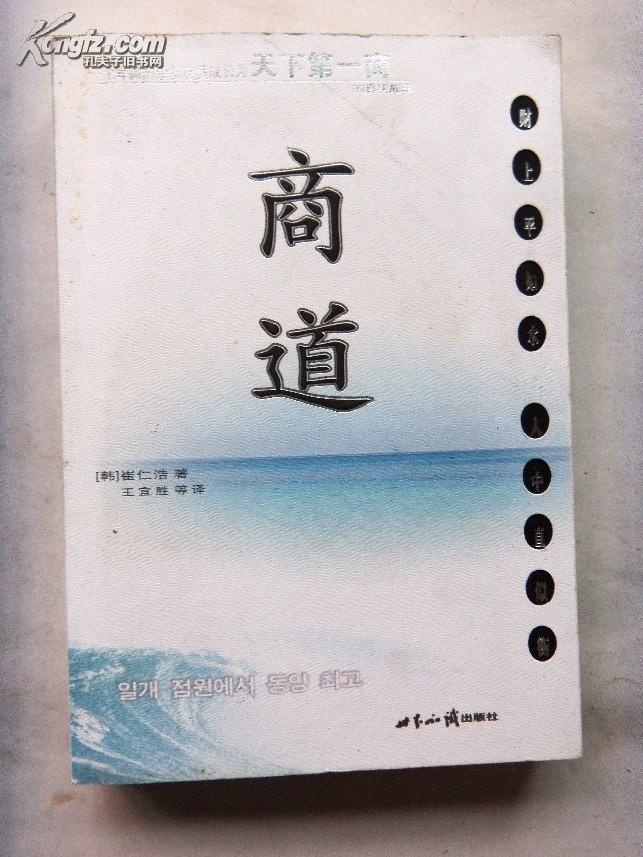 Kongfz.com
孔夫子旧书网
天下第一商
商道
财上平如水 人中直似衡
[韩]崔仁浩 著
王宜胜 等译
일개 점원에서 동양 최고
世界知识出版社